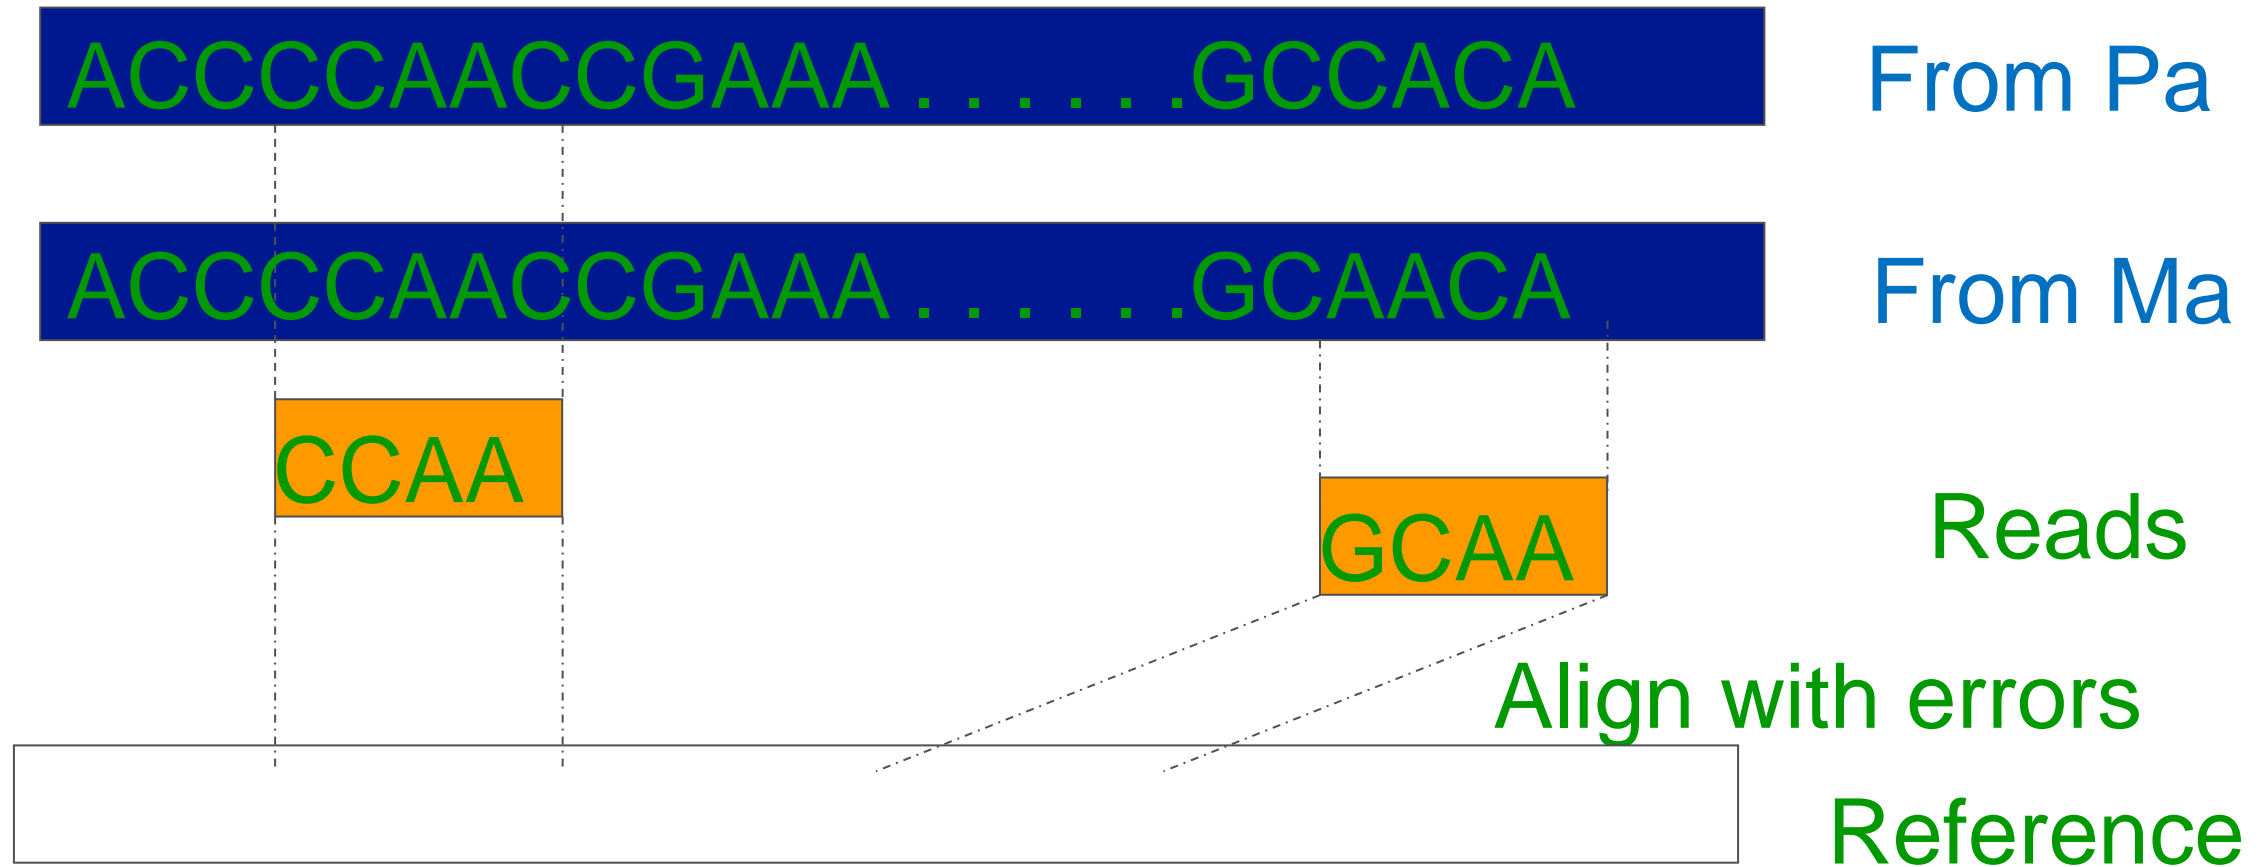 ACCCCAACCGAAA . . . . . .GCCACA From Pa
ACCCCAACCGAAA . . . . . .GCAACA From Ma
CCAA
GCAA Reads
Align with errors
Reference